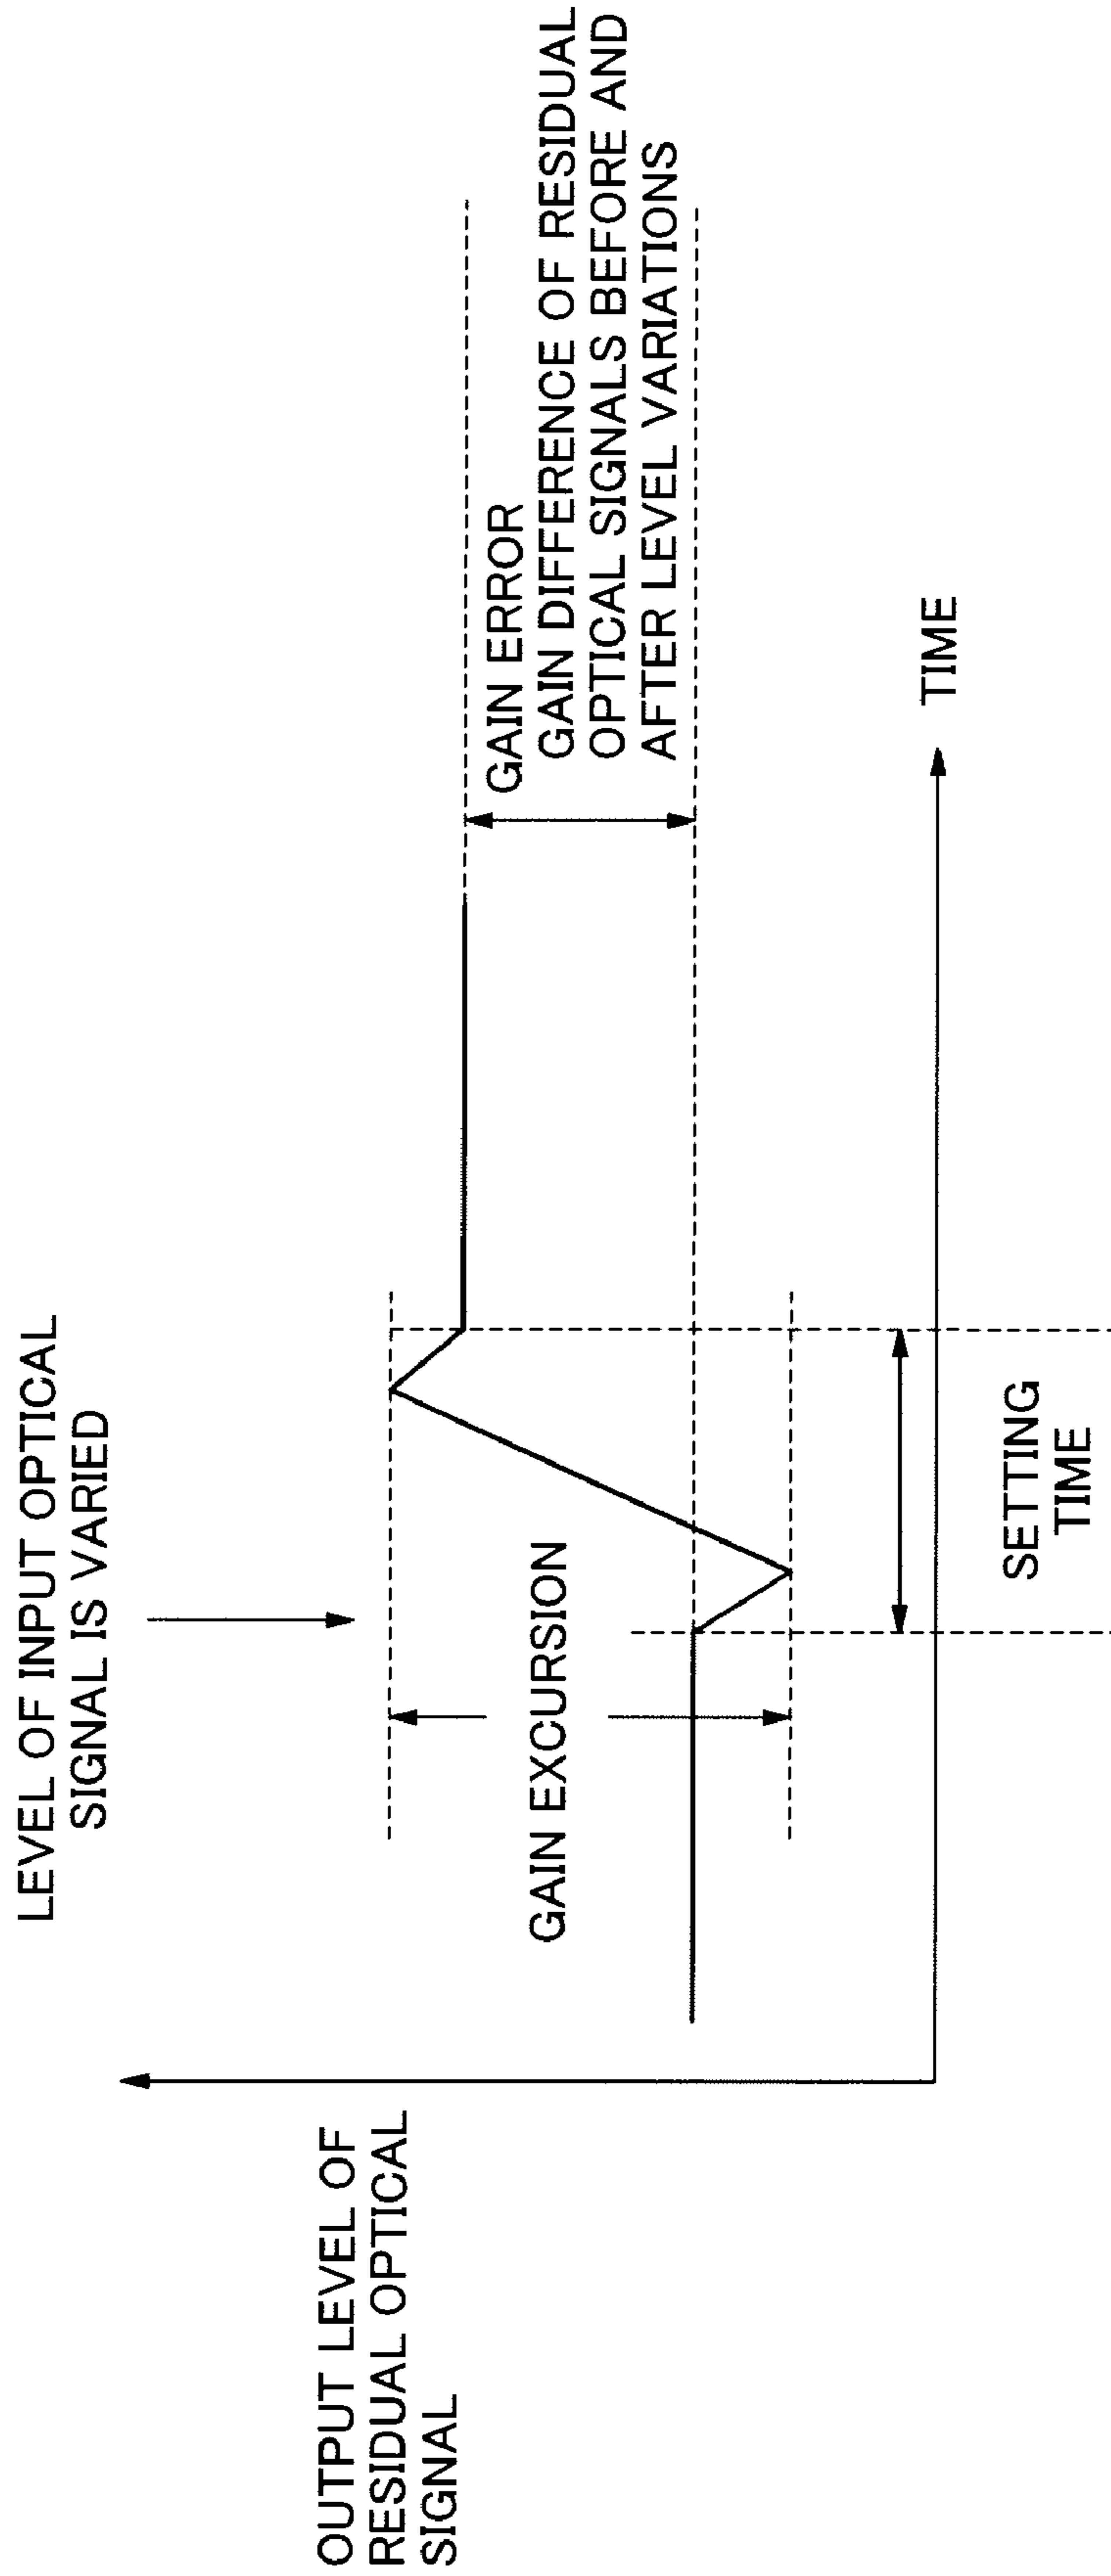 LEVEL OF INPUT OPTICAL
SIGNAL IS VARIED
OUTPUT LEVEL OF
RESIDUAL OPTICAL
SIGNAL
GAIN EXCURSION
GAIN ERROR
GAIN DIFFERENCE OF RESIDUAL
OPTICAL SIGNALS BEFORE AND
AFTER LEVEL VARIATIONS
TIME
SETTING
TIME